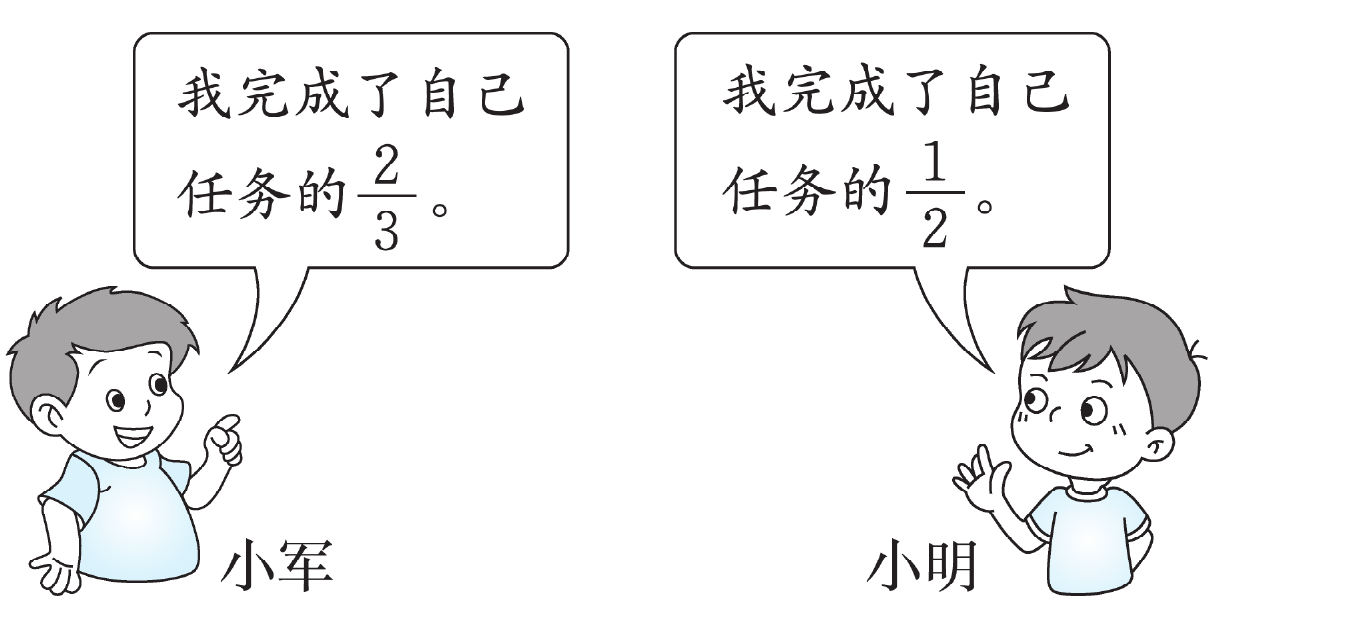 我完成了自己
任务的2/3。
我完成了自己
任务的1/2。
小军
小明